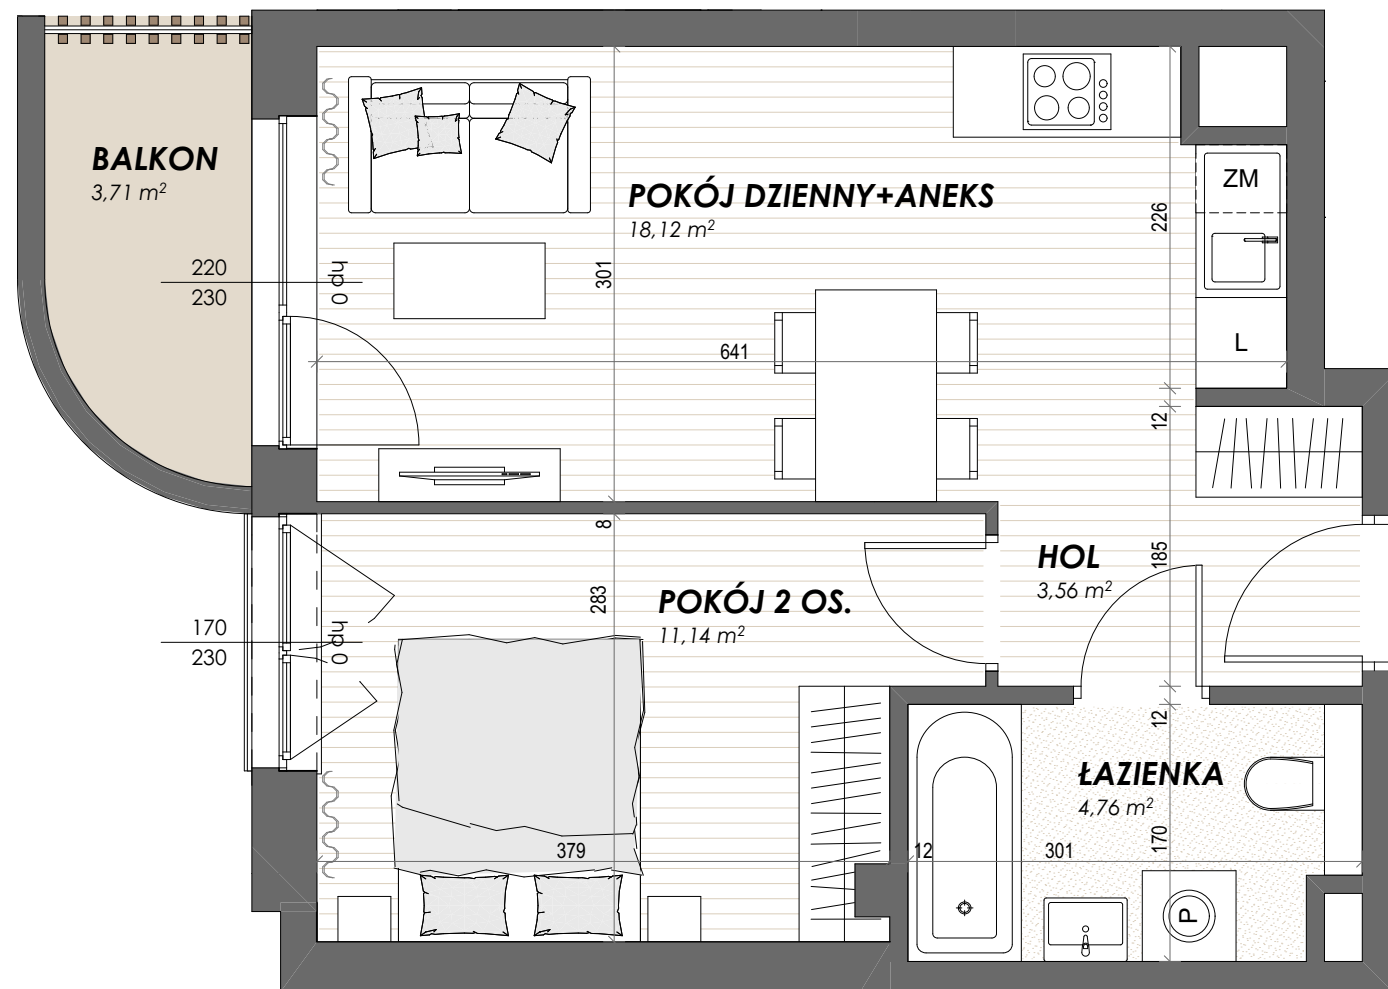 BALKON
3,71 m²
POKÓJ DZIENNY+ANEKS
18,12 m²
ZM
226
220
230
hp 0
301
641
L
12
8
HOL
3,56 m²
185
283
POKÓJ 2 OS.
11,14 m²
170
230
hp 0
12
ŁAZIENKA
4,76 m²
379
12
301
170
P